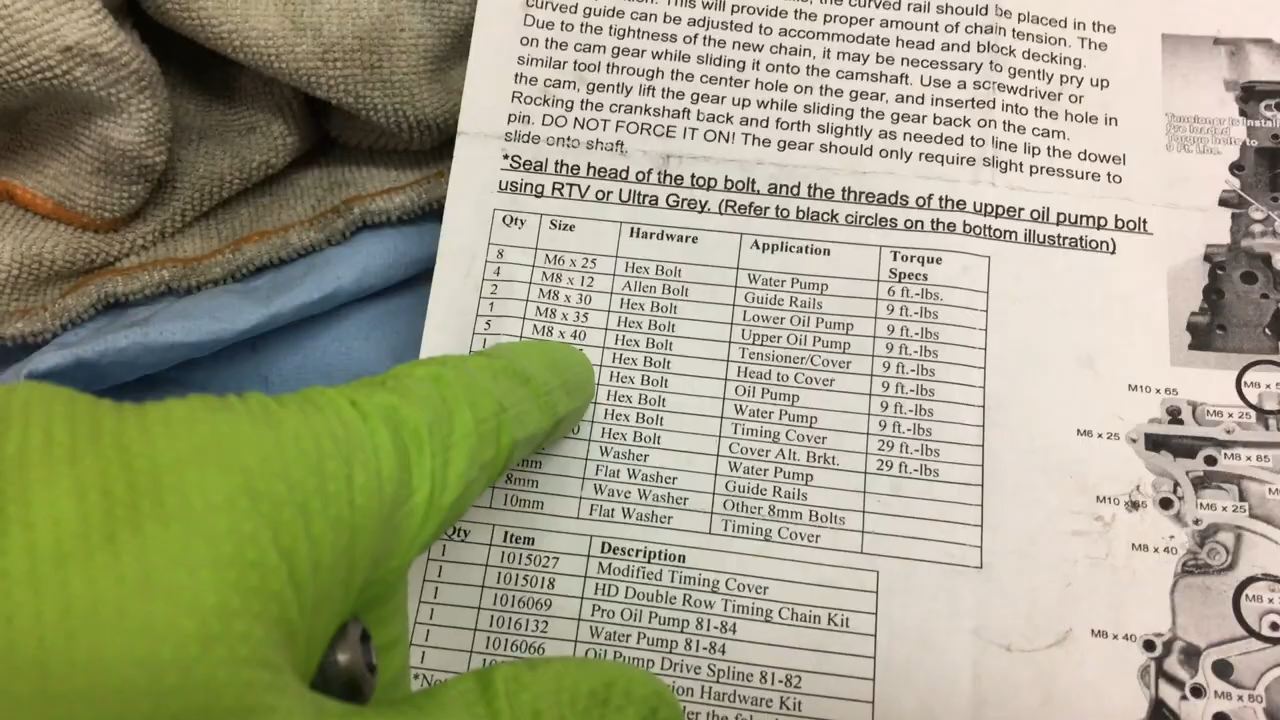 the curved rail should be placed in the
This will provide the proper amount of chain tension. The
curved guide can be adjusted to accommodate head and block decking.
Due to the tightness of the new chain, it may be necessary to gently pry up
on the cam gear while sliding it onto the camshaft. Use a screwdriver or
similar tool through the center hole on the gear, and inserted into the hole in
the cam, gently lift the gear up while sliding the gear back on the cam.
Rocking the crankshaft back and forth slightly as needed to line lip the dowel
pin. DO NOT FORCE IT ON! The gear should only require slight pressure to
slide onto shaft.
*Seal the head of the top bolt, and the threads of the upper oil pump bolt
using RTV or Ultra Grey. (Refer to black circles on the bottom illustration)
Qty Size Hardware Application Torque Specs
8 M6 x 25 Hex Bolt Water Pump 6 ft.-lbs.
4 M8 x 12 Allen Bolt Guide Rails 9 ft.-lbs
2 M8 x 30 Hex Bolt Lower Oil Pump 9 ft.-lbs
1 M8 x 35 Hex Bolt Upper Oil Pump 9 ft.-lbs
5 M8 x 40 Hex Bolt Tensioner/Cover 9 ft.-lbs
Hex Bolt Head to Cover 9 ft.-lbs
Hex Bolt Oil Pump 9 ft.-lbs
Hex Bolt Water Pump 9 ft.-lbs
Hex Bolt Timing Cover 29 ft.-lbs
Hex Bolt Cover Alt. Brkt. 29 ft.-lbs
Washer Water Pump
Flat Washer Guide Rails
8mm Wave Washer Other 8mm Bolts
10mm Flat Washer Timing Cover
Qty Item Description
1 1015027 Modified Timing Cover
1 1015018 HD Double Row Timing Chain Kit
1 1016069 Pro Oil Pump 81-84
1 1016132 Water Pump 81-84
1 1016066 Oil Pump Drive Spline 81-82
1 Hardware Kit
Tensioner is
Torque bolts to
9 Ft. Lbs.
M10 x 65
M8 x
M6 x 25
M6 x 25
M8 x 85
M10 x 65
M6 x 25
M8 x 40
M8 x
M8 x 40
M8 x 80